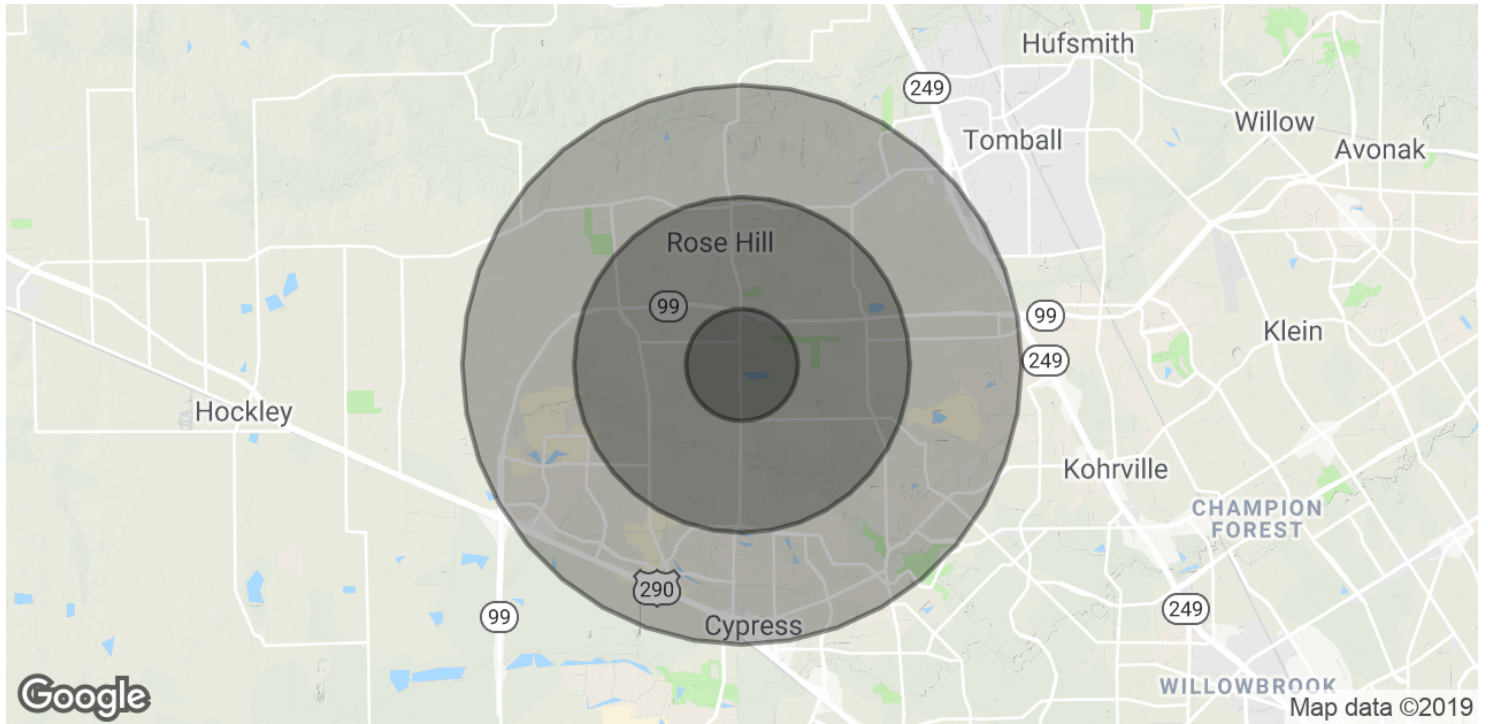 Hufsmith
249
Willow
Tomball
Avonak
Rose Hill
99
99
Klein
249
Hockley
Kohrville
CHAMPION
FOREST
290
99
249
Cypress
WILLOWBROOK
Google
Map data ©2019